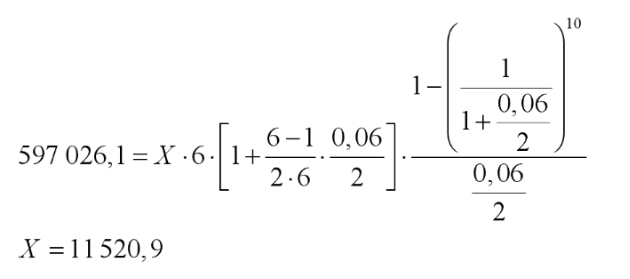 597 026,1 = X · 6 · [1 + (6 − 1)/(2 · 6) · (0,06)/2] · (1 − (1/(1 + (0,06)/2))^10)/((0,06)/2)
X = 11 520,9